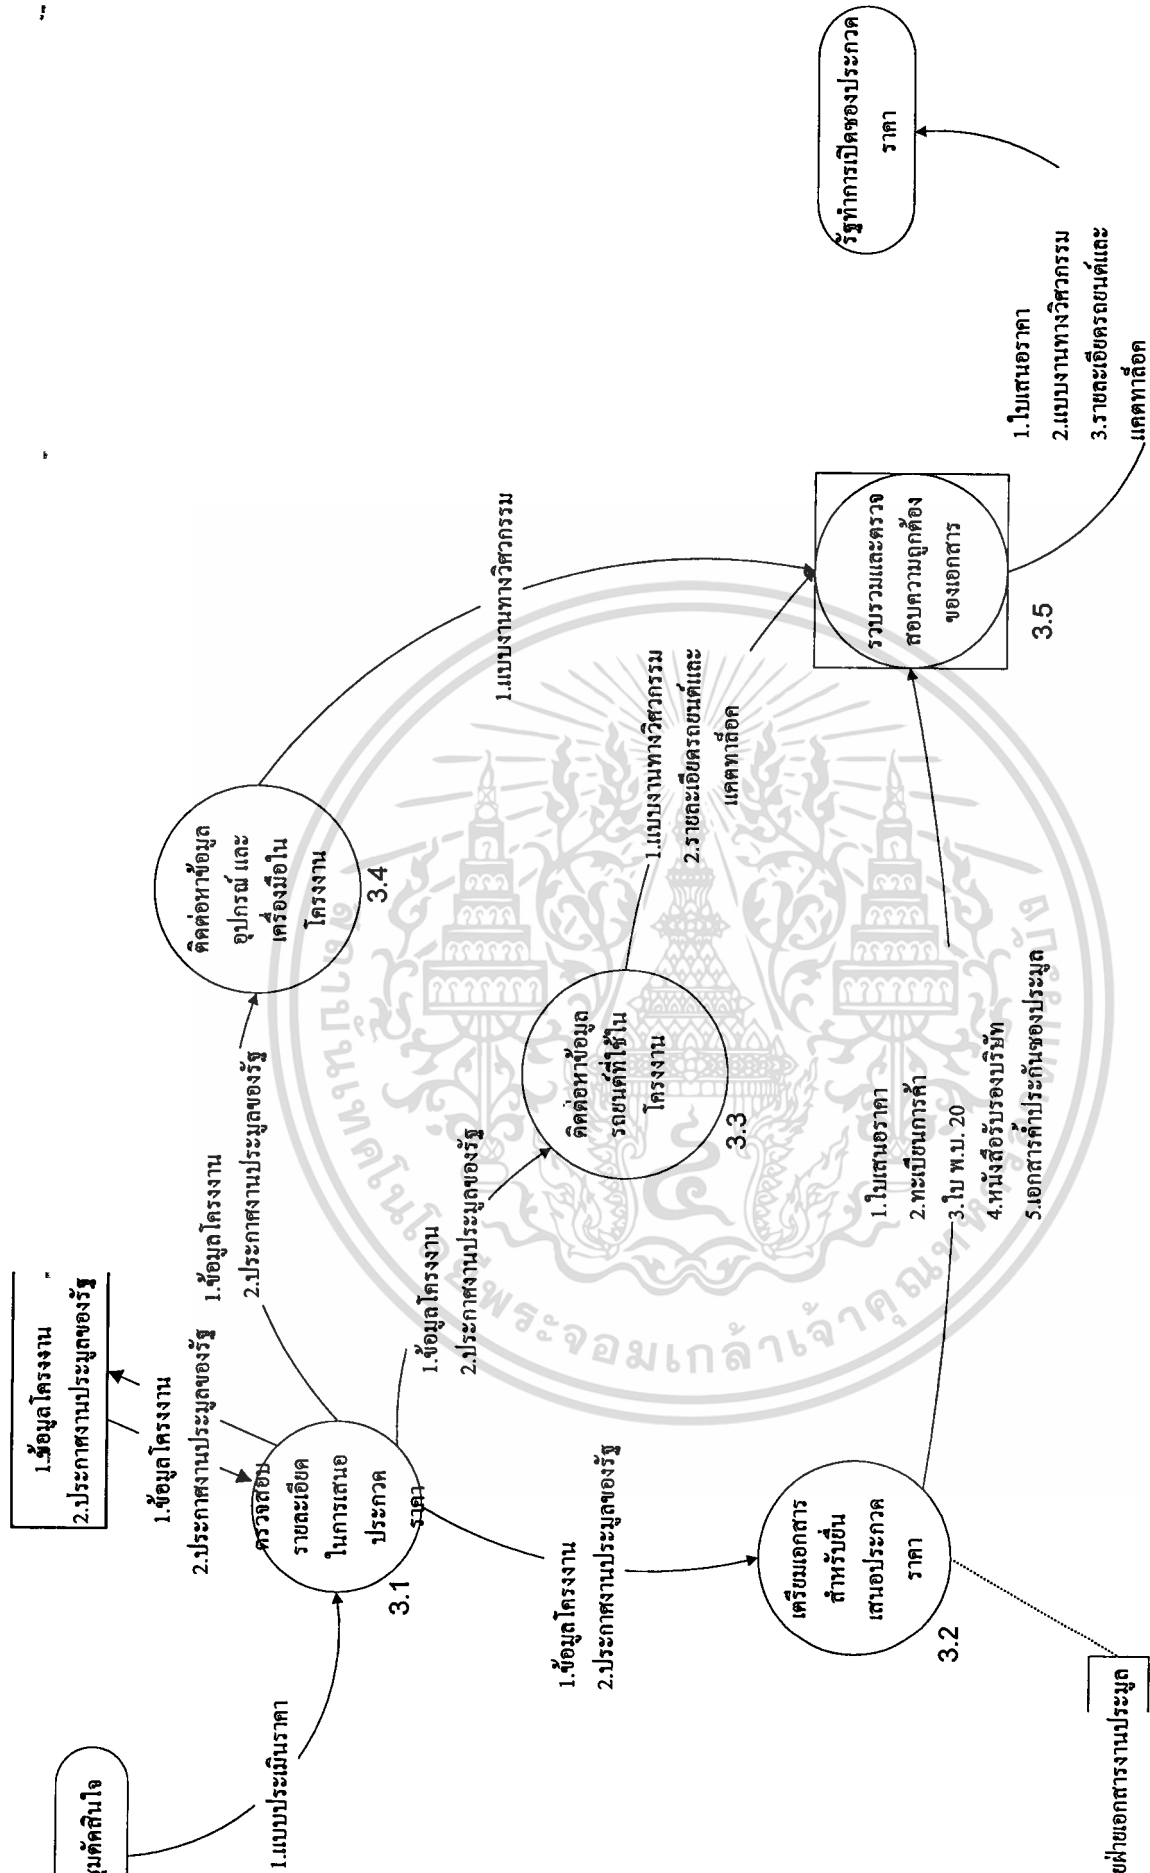 ชุมตัดสินใจ
1.แบบประเมินราคา
1.ข้อมูลโครงงาน
2.ประกาศงานประมูลของรัฐ
1.ข้อมูลโครงงาน
2.ประกาศงานประมูลของรัฐ
ตรวจสอบ
รายละเอียด
ในการเสนอ
ประกวด
ราคา
3.1
1.ข้อมูลโครงงาน
2.ประกาศงานประมูลของรัฐ
ติดต่อหาข้อมูล
อุปกรณ์ และ
เครื่องมือใน
โครงงาน
3.4
1.แบบงานทางวิศวกรรม
1.ข้อมูลโครงงาน
2.ประกาศงานประมูลของรัฐ
ติดต่อหาข้อมูล
รถยนต์ที่ใช้ใน
โครงงาน
3.3
1.แบบงานทางวิศวกรรม
2.รายละเอียดรถยนต์และ
แคตทาล็อค
1.ข้อมูลโครงงาน
2.ประกาศงานประมูลของรัฐ
เตรียมเอกสาร
สำหรับยื่น
เสนอประกวด
ราคา
3.2
ยฝ่ายเอกสารงานประมูล
1.ใบเสนอราคา
2.ทะเบียนการค้า
3.ใบ พ.ป. 20
4.หนังสือรับรองบริษัท
5.เอกสารค้ำประกันซองประมูล
รวบรวมและตรวจ
สอบความถูกต้อง
ของเอกสาร
3.5
1.ใบเสนอราคา
2.แบบงานทางวิศวกรรม
3.รายละเอียดรถยนต์และ
แคตทาล็อค
รัฐทำการเปิดซองประกวด
ราคา
พระจอมเกล้าเจ้าคุณทหาร